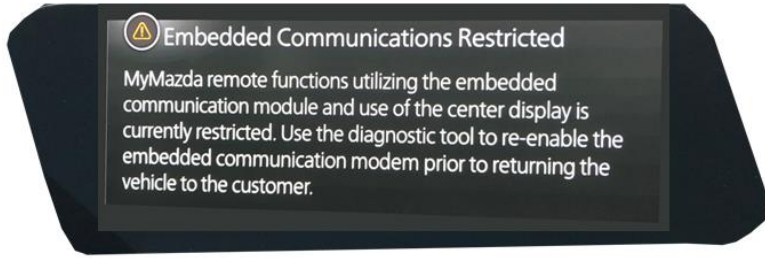 Embedded Communications Restricted
MyMazda remote functions utilizing the embedded
communication module and use of the center display is
currently restricted. Use the diagnostic tool to re-enable the
embedded communication modem prior to returning the
vehicle to the customer.